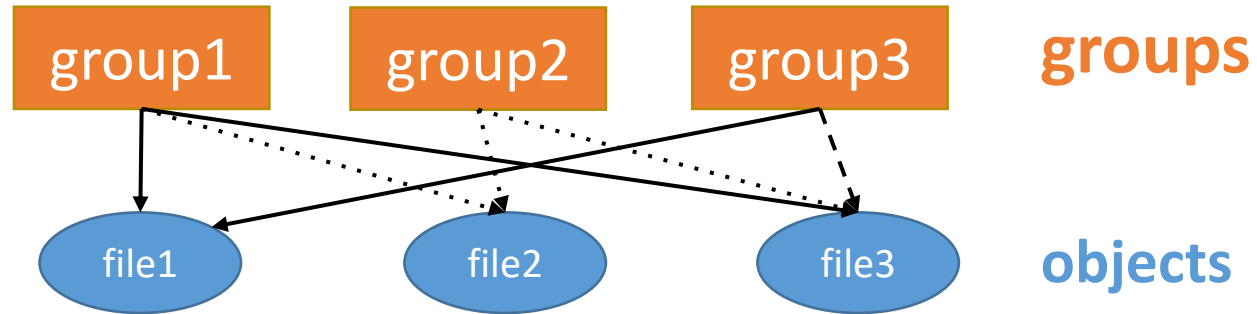 group1 group2 group3 groups
file1 file2 file3 objects